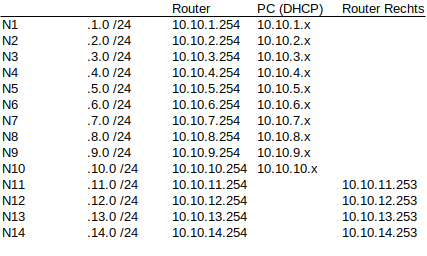 Router PC (DHCP) Router Rechts
N1 .1.0 /24 10.10.1.254 10.10.1.x
N2 .2.0 /24 10.10.2.254 10.10.2.x
N3 .3.0 /24 10.10.3.254 10.10.3.x
N4 .4.0 /24 10.10.4.254 10.10.4.x
N5 .5.0 /24 10.10.5.254 10.10.5.x
N6 .6.0 /24 10.10.6.254 10.10.6.x
N7 .7.0 /24 10.10.7.254 10.10.7.x
N8 .8.0 /24 10.10.8.254 10.10.8.x
N9 .9.0 /24 10.10.9.254 10.10.9.x
N10 .10.0 /24 10.10.10.254 10.10.10.x
N11 .11.0 /24 10.10.11.254 10.10.11.253
N12 .12.0 /24 10.10.12.254 10.10.12.253
N13 .13.0 /24 10.10.13.254 10.10.13.253
N14 .14.0 /24 10.10.14.254 10.10.14.253